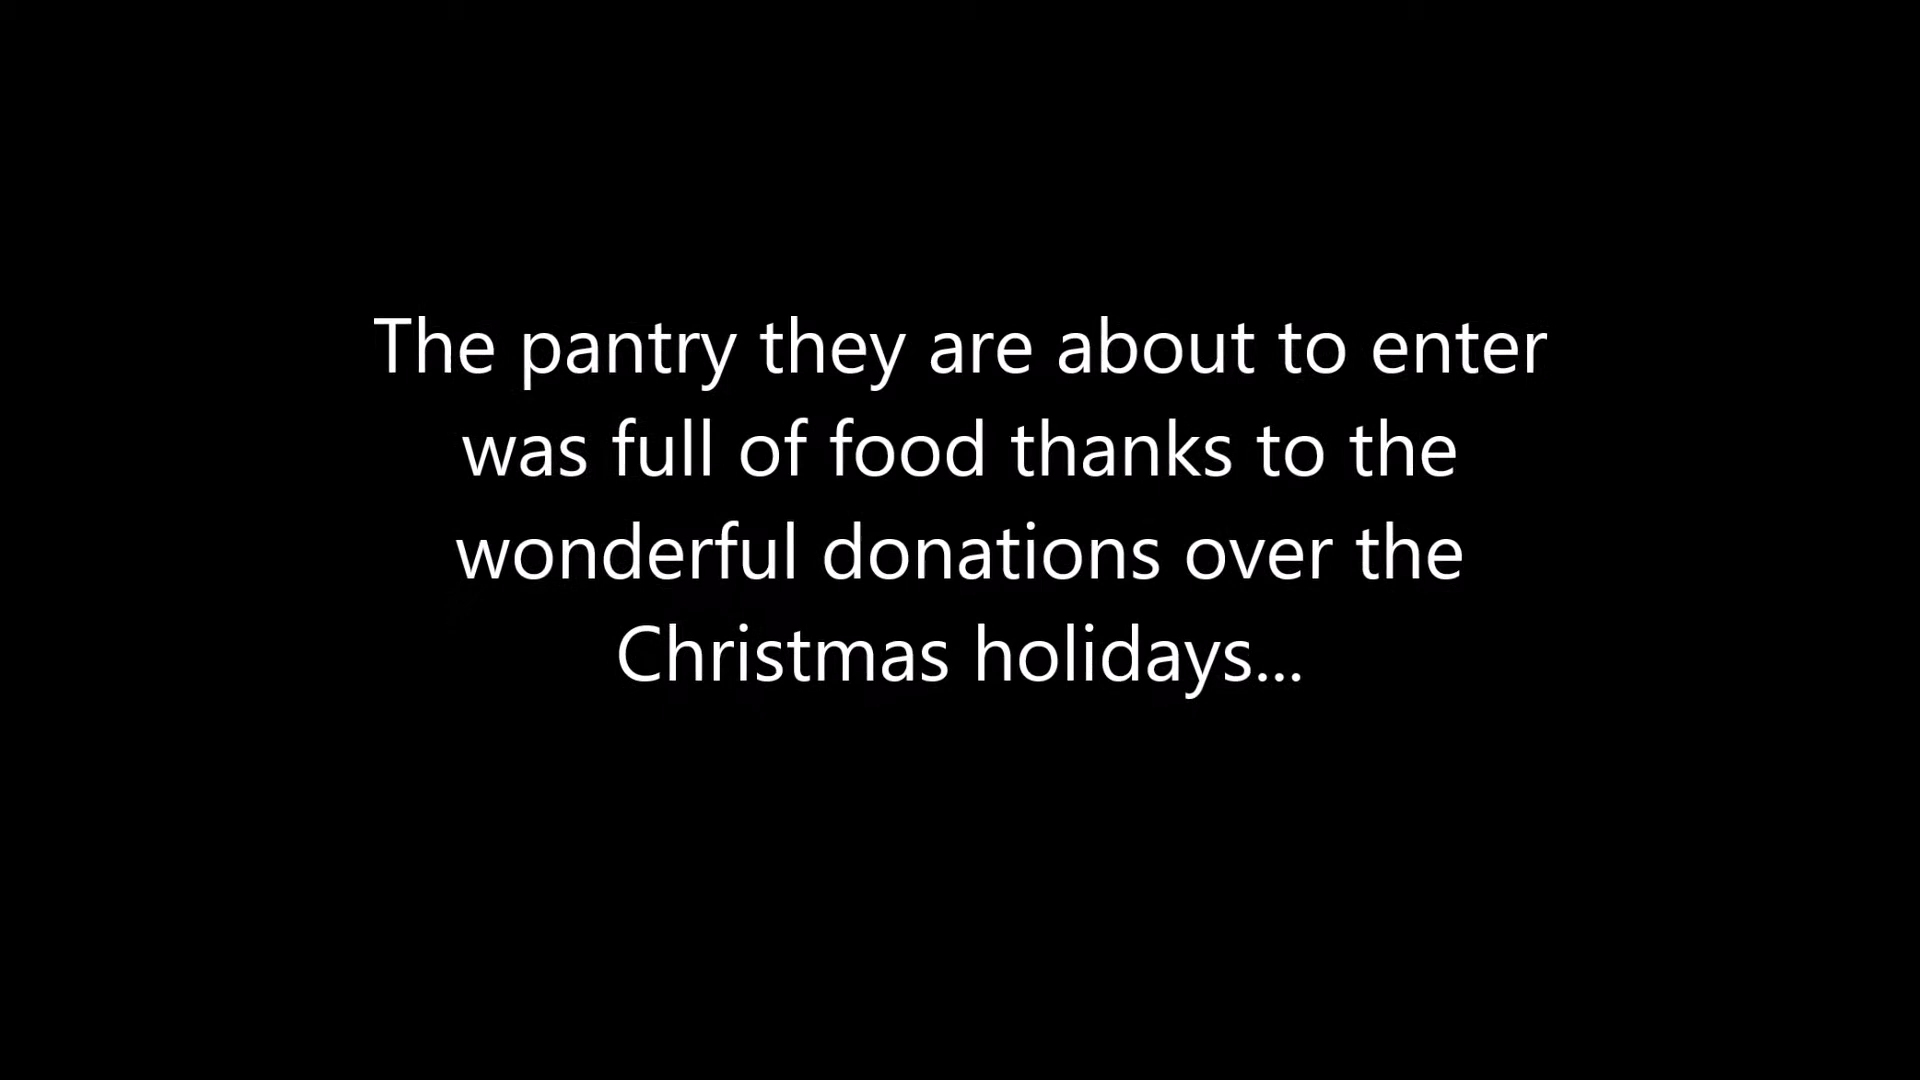 The pantry they are about to enter
was full of food thanks to the
wonderful donations over the
Christmas holidays...